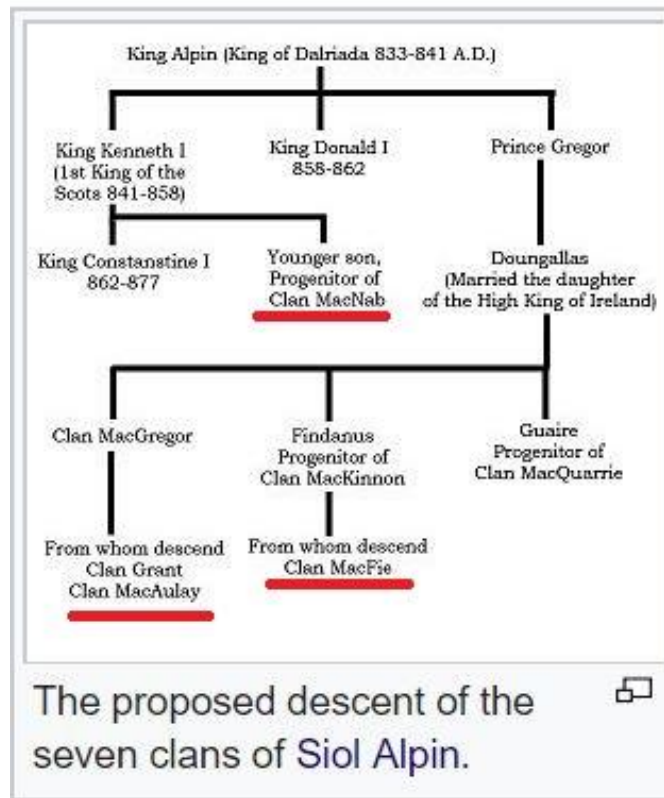 King Alpin (King of Dalriada 833-841 A.D.)
King Kenneth I
(1st King of the
Scots 841-858)
King Donald I
858-862
Prince Gregor
King Constanstine I
862-877
Younger son,
Progenitor of
Clan MacNab
Doungallas
(Married the daughter
of the High King of Ireland)
Clan MacGregor
Findanus
Progenitor of
Clan MacKinnon
Guaire
Progenitor of
Clan MacQuarrie
From whom descend
Clan Grant
Clan MacAulay
From whom descend
Clan MacFie
The proposed descent of the
seven clans of Siol Alpin.